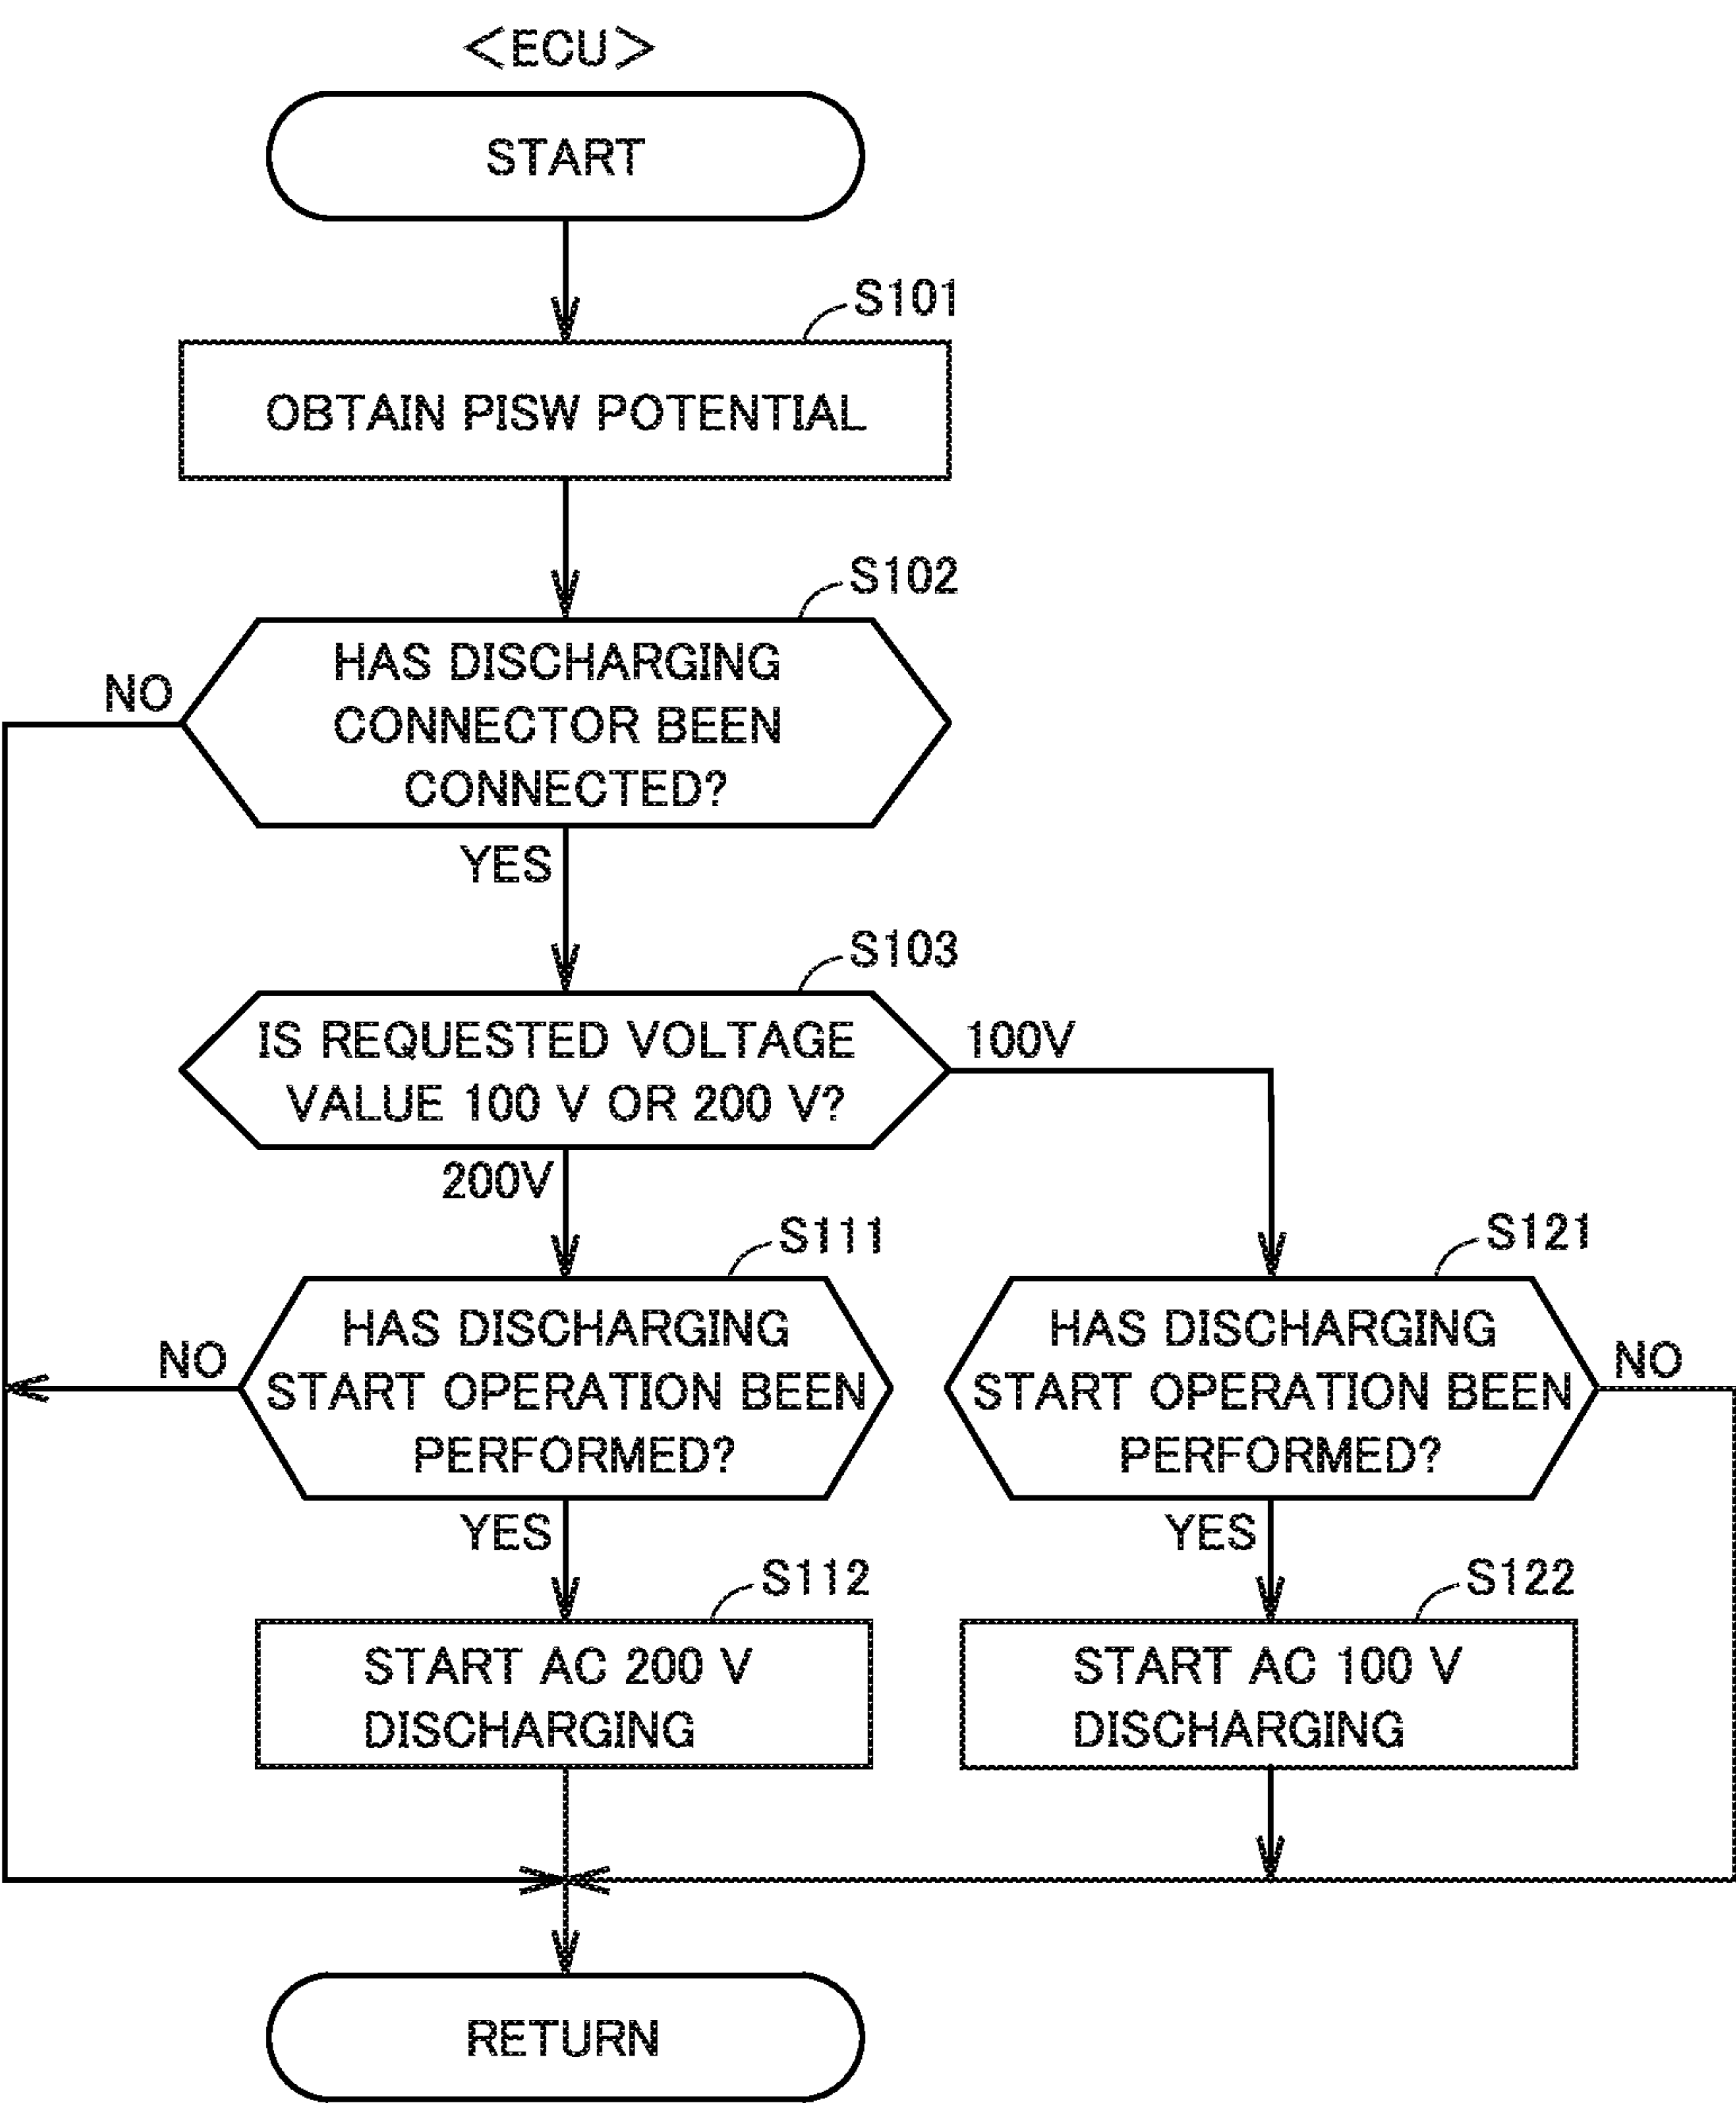 <ECU>
START
S101
OBTAIN PISW POTENTIAL
S102
HAS DISCHARGING
CONNECTOR BEEN
CONNECTED?
NO
YES
S103
IS REQUESTED VOLTAGE
VALUE 100 V OR 200 V?
100V
200V
S111
HAS DISCHARGING
START OPERATION BEEN
PERFORMED?
NO
YES
S112
START AC 200 V
DISCHARGING
S121
HAS DISCHARGING
START OPERATION BEEN
PERFORMED?
NO
YES
S122
START AC 100 V
DISCHARGING
RETURN